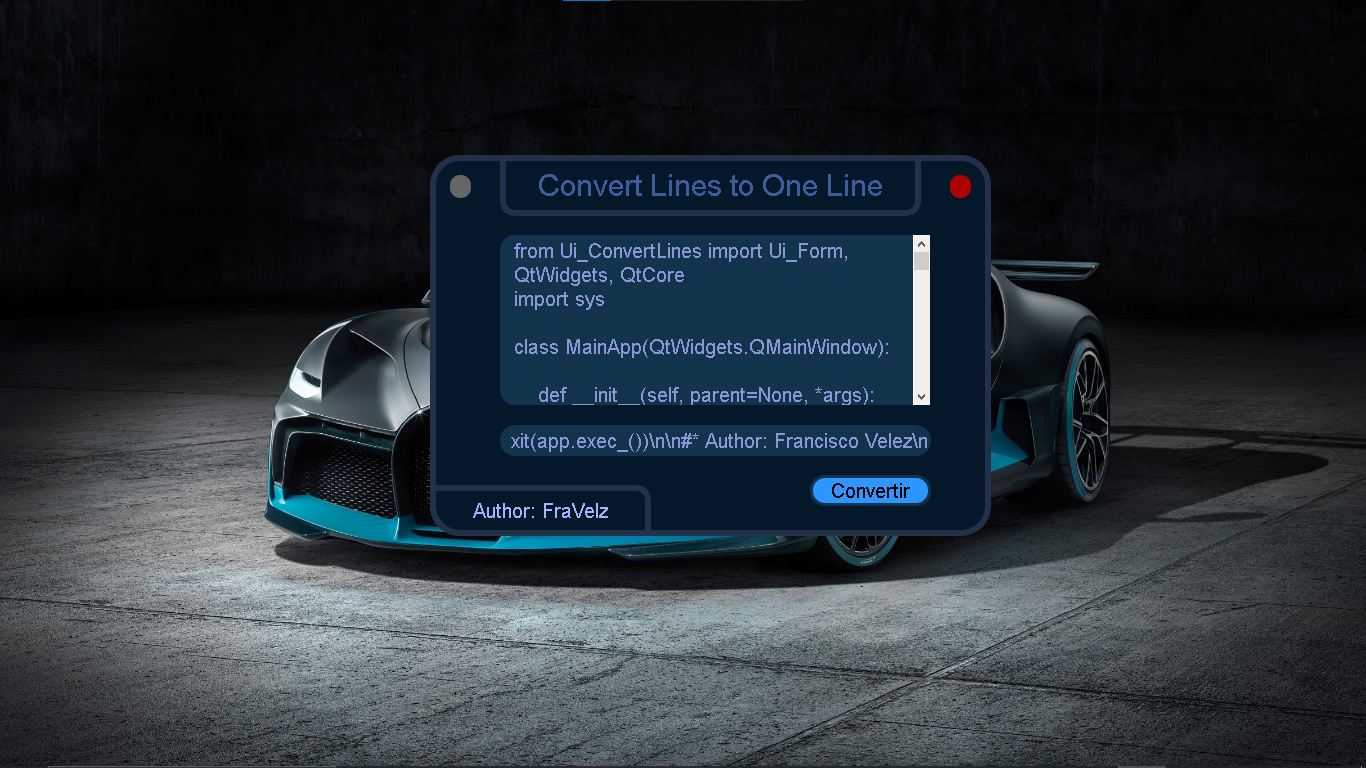 Convert Lines to One Line
from Ui_ConvertLines import Ui_Form,
QtWidgets, QtCore
import sys
class MainApp(QtWidgets.QMainWindow):
def __init__(self, parent=None, *args):
xit(app.exec_())\n\n#* Author: Francisco Velez\n
Convertir
Author: FraVelz